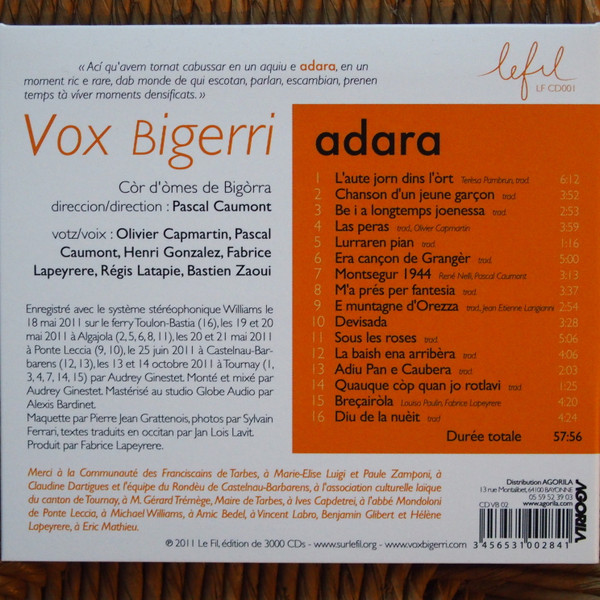 « Ací qu'avem tornat cabussar en un aquiu e adara, en un
moment ric e rare, dab monde de qui escotan, parlan, escambian, prenen
temps tà víver moments densificats. »
lefil
LF CD001
Vox Bigerri
Còr d'òmes de Bigòrra
direccion/direction : Pascal Caumont
votz/voix : Olivier Capmartin, Pascal
Caumont, Henri Gonzalez, Fabrice
Lapeyrere, Régis Latapie, Bastien Zaoui
Enregistré avec le système stéréophonique Williams le
18 mai 2011 sur le ferry Toulon-Bastia (16), les 19 et 20
mai 2011 à Algajola (2, 5, 6, 8, 11), les 20 et 21 mai 2011
à Ponte Leccia (9, 10), le 25 juin 2011 à Castelnau-Bar-
barens (12, 13), les 13 et 14 octobre 2011 à Tournay (1,
3, 4, 7, 14, 15) par Audrey Ginestet. Monté et mixé par
Audrey Ginestet. Mastérisé au studio Globe Audio par
Alexis Bardinet.
Maquette par Pierre Jean Grattenois, photos par Sylvain
Ferrari, textes traduits en occitan par Jan Lois Lavit.
Produit par Fabrice Lapeyrere.
adara
1 L'aute jorn dins l'òrt Terèsa Pambrun, trad. 6:12
2 Chanson d'un jeune garçon trad. 3:52
3 Be i a longtemps joenessa trad. 2:53
4 Las peras trad., Olivier Capmartin 3:59
5 Lurraren pian trad. 1:16
6 Era cançon de Grangèr trad. 5:00
7 Montsegur 1944 René Nelli, Pascal Caumont 3:13
8 M'a prés per fantesia trad. 3:37
9 E muntagne d'Orezza trad., Jean Etienne Langianni 2:54
10 Devisada 3:28
11 Sous les roses trad. 5:06
12 La baish ena arribèra trad. 4:06
13 Adiu Pan e Caubera trad. 2:03
14 Quauque còp quan jo rotlavi trad. 1:25
15 Breçairòla Louisa Paulin, Fabrice Lapeyrere 4:20
16 Diu de la nuèit trad. 4:24
Durée totale 57:56
Merci à la Communauté des Franciscains de Tarbes, à Marie-Elise Luigi et Paule Zamponi, à
Claudine Dartigues et l'équipe du Rondèu de Castelnau-Barbarens, à l'association culturelle laïque
du canton de Tournay, à M. Gérard Trémège, Maire de Tarbes, à Ives Capdetrei, à l'abbé Mondoloni
de Ponte Leccia, à Michael Williams, à Amic Bedel, à Vincent Labro, Benjamin Glibert et Hélène
Lapeyrere, à Eric Mathieu.
℗ 2011 Le Fil, édition de 3000 CDs - www.surlefil.org - www.voxbigerri.com
Distribution AGORILA
13 rue Montalibet, 64100 BAYONNE
05 59 52 39 03
www.agorila.com
CD VB 02
3 456531 002841
AGORILA